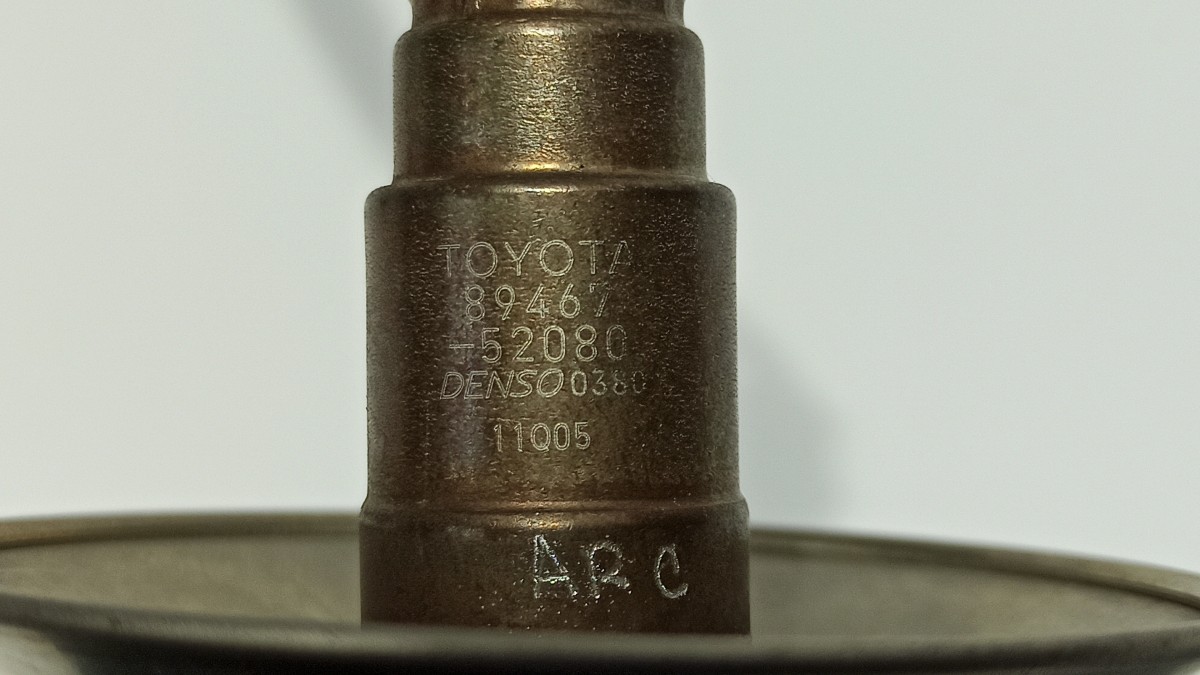 TOYOTA
89467
-52080
DENSO 0380
11Q05
ARC